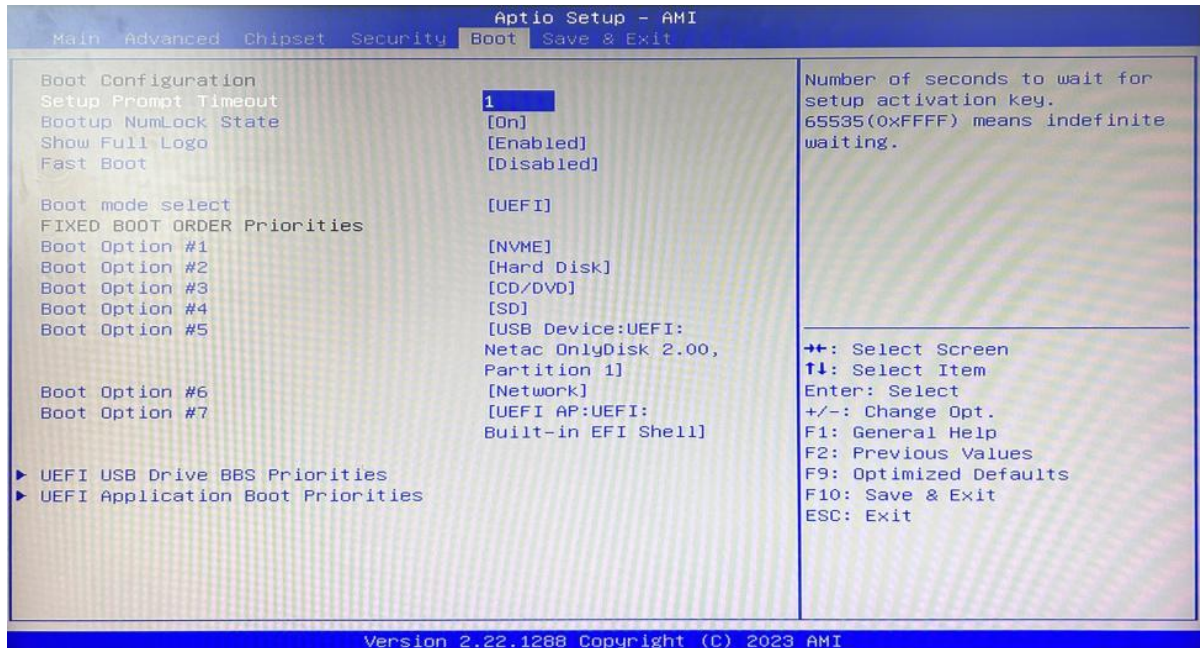 Aptio Setup - AMI
Main Advanced Chipset Security Boot Save & Exit
Boot Configuration
Setup Prompt Timeout 1
Bootup NumLock State [On]
Show Full Logo [Enabled]
Fast Boot [Disabled]
Boot mode select [UEFI]
FIXED BOOT ORDER Priorities
Boot Option #1 [NVME]
Boot Option #2 [Hard Disk]
Boot Option #3 [CD/DVD]
Boot Option #4 [SD]
Boot Option #5 [USB Device:UEFI:
Netac OnlyDisk 2.00,
Partition 1]
Boot Option #6 [Network]
Boot Option #7 [UEFI AP:UEFI:
Built-in EFI Shell]
► UEFI USB Drive BBS Priorities
► UEFI Application Boot Priorities
Number of seconds to wait for
setup activation key.
65535(0xFFFF) means indefinite
waiting.
→←: Select Screen
↑↓: Select Item
Enter: Select
+/-: Change Opt.
F1: General Help
F2: Previous Values
F9: Optimized Defaults
F10: Save & Exit
ESC: Exit
Version 2.22.1288 Copyright (C) 2023 AMI